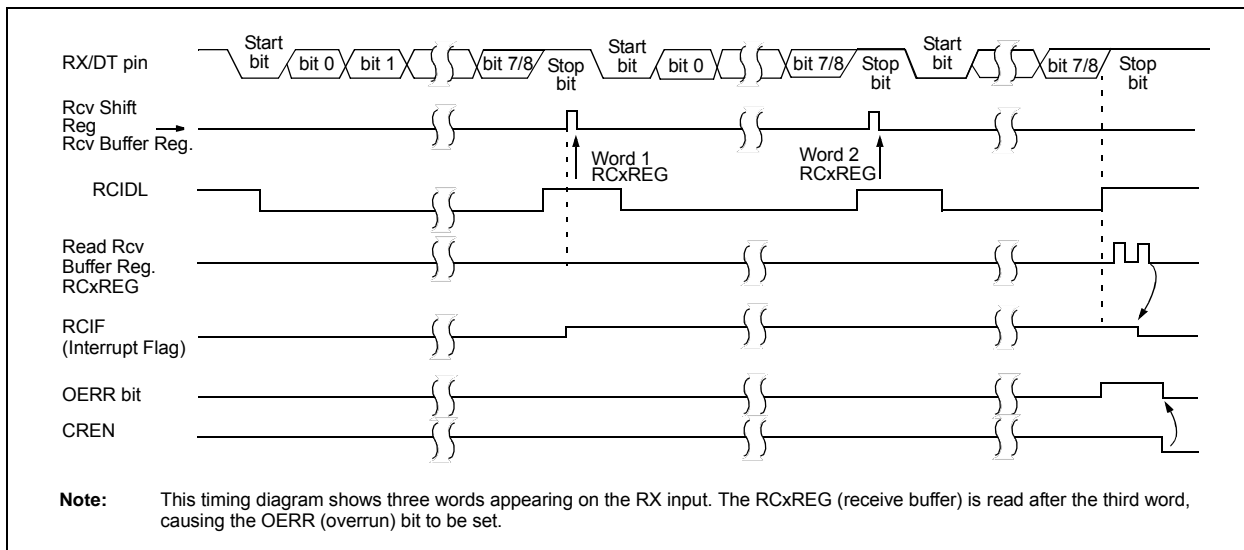 RX/DT pin
Start
bit
bit 0
bit 1
bit 7/8
Stop
bit
Start
bit
bit 0
bit 7/8
Stop
bit
Start
bit
bit 7/8
Stop
bit
Rcv Shift
Reg
Rcv Buffer Reg.
Word 1
RCxREG
Word 2
RCxREG
RCIDL
Read Rcv
Buffer Reg.
RCxREG
RCIF
(Interrupt Flag)
OERR bit
CREN
Note: This timing diagram shows three words appearing on the RX input. The RCxREG (receive buffer) is read after the third word,
causing the OERR (overrun) bit to be set.